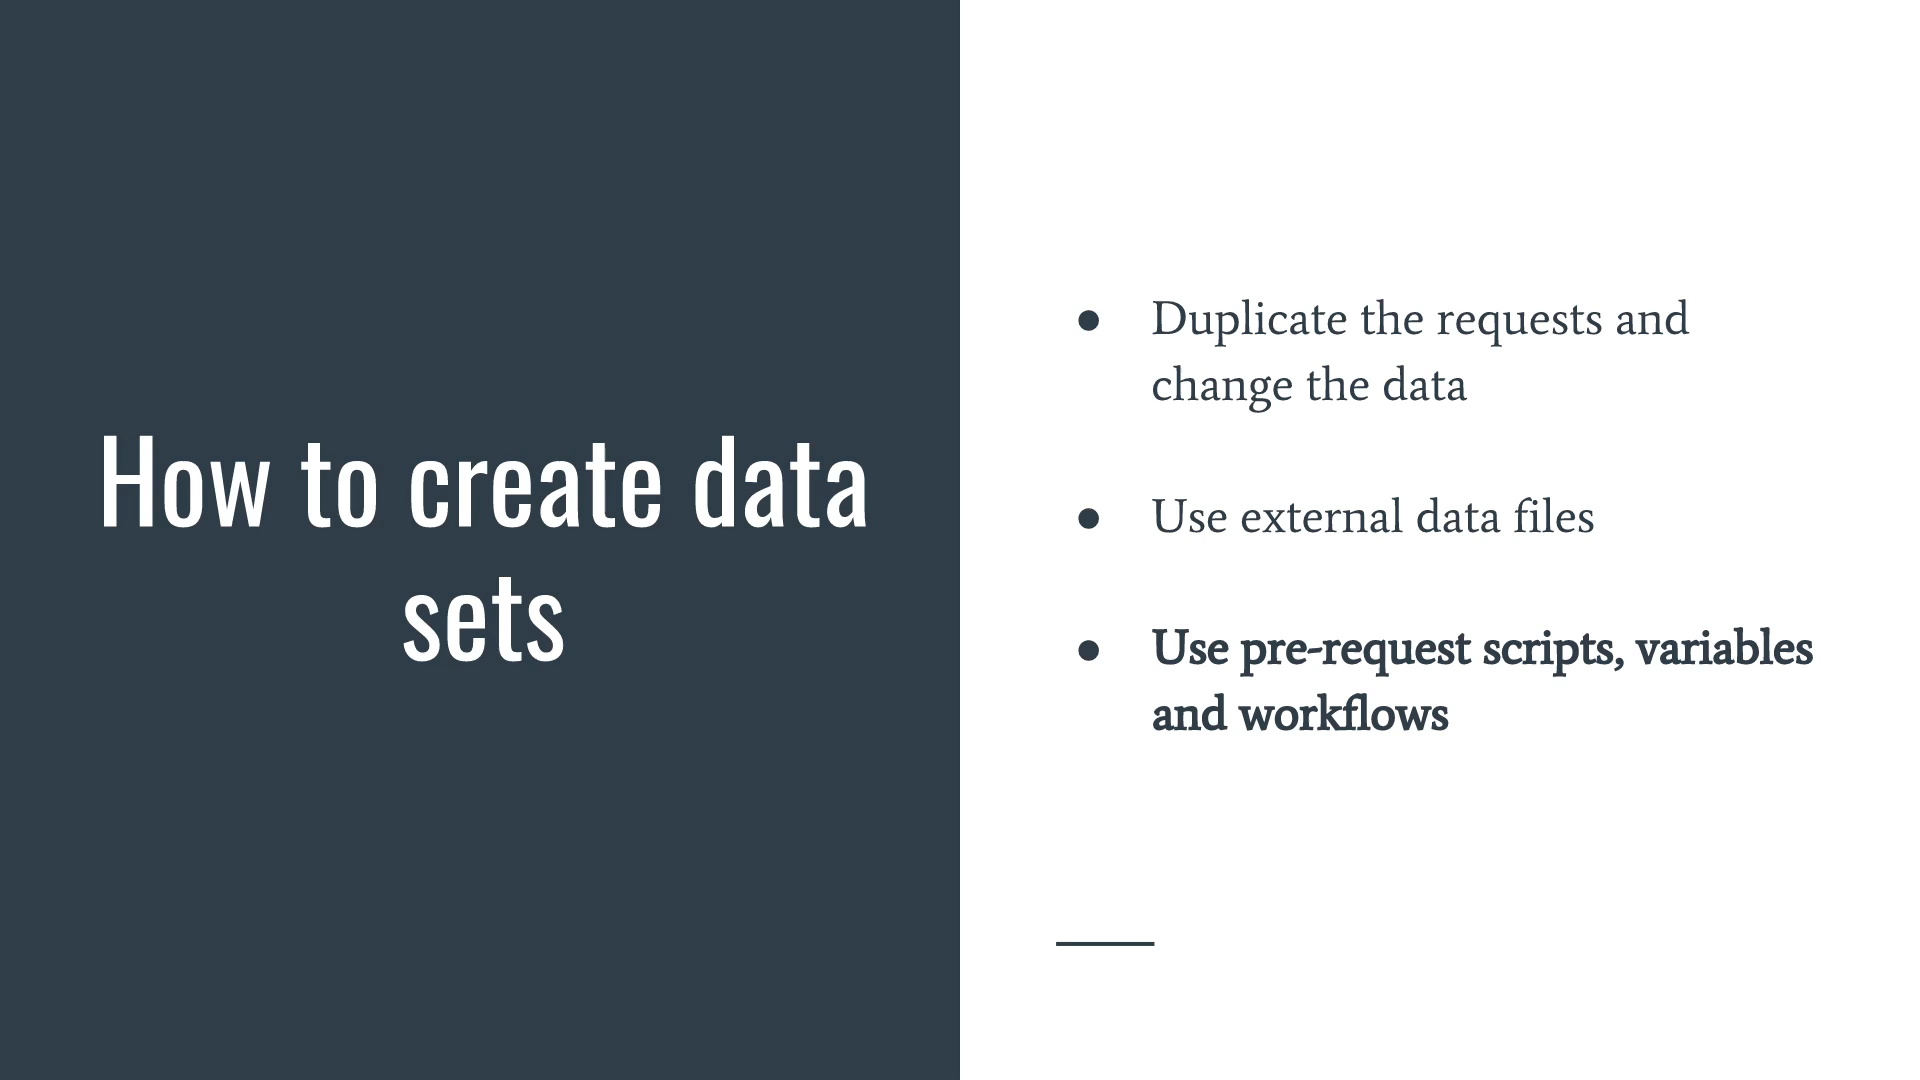 How to create data
sets
● Duplicate the requests and
change the data
● Use external data files
● Use pre-request scripts, variables
and workflows